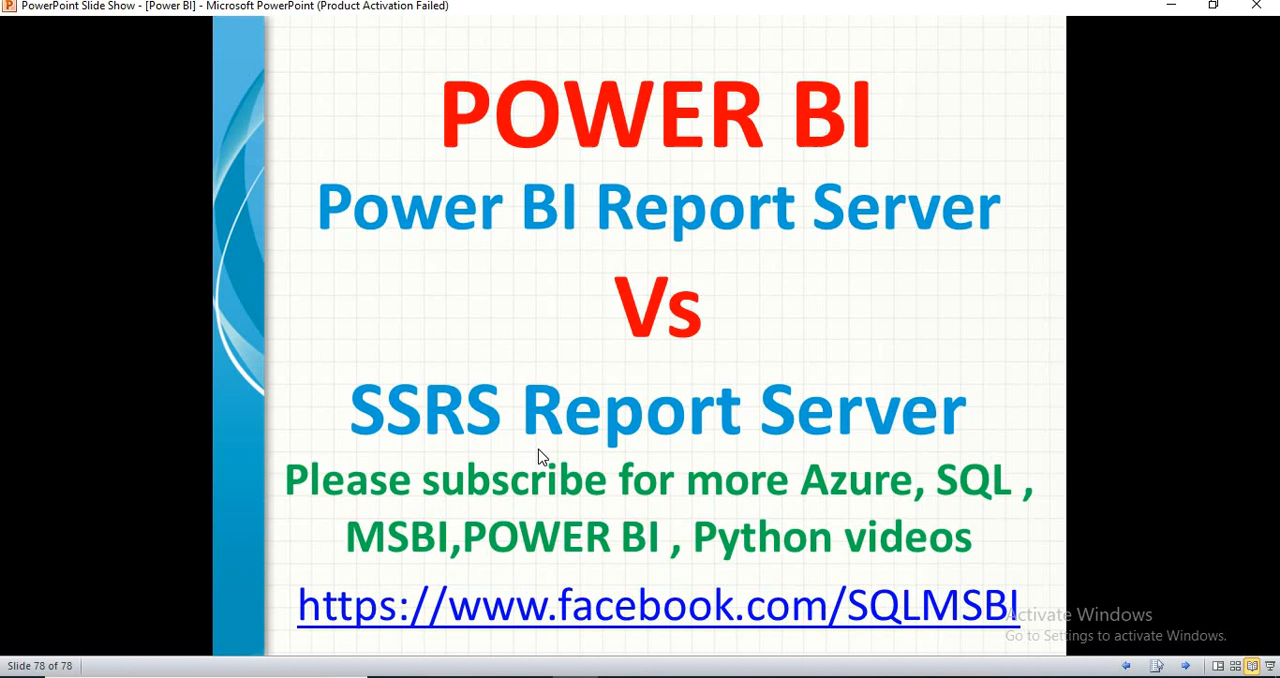 PowerPoint Slide Show - [Power BI] - Microsoft PowerPoint (Product Activation Failed)
POWER BI
Power BI Report Server
Vs
SSRS Report Server
Please subscribe for more Azure, SQL ,
MSBI,POWER BI , Python videos
https://www.facebook.com/SQLMSBI
Activate Windows
Go to Settings to activate Windows.
Slide 78 of 78